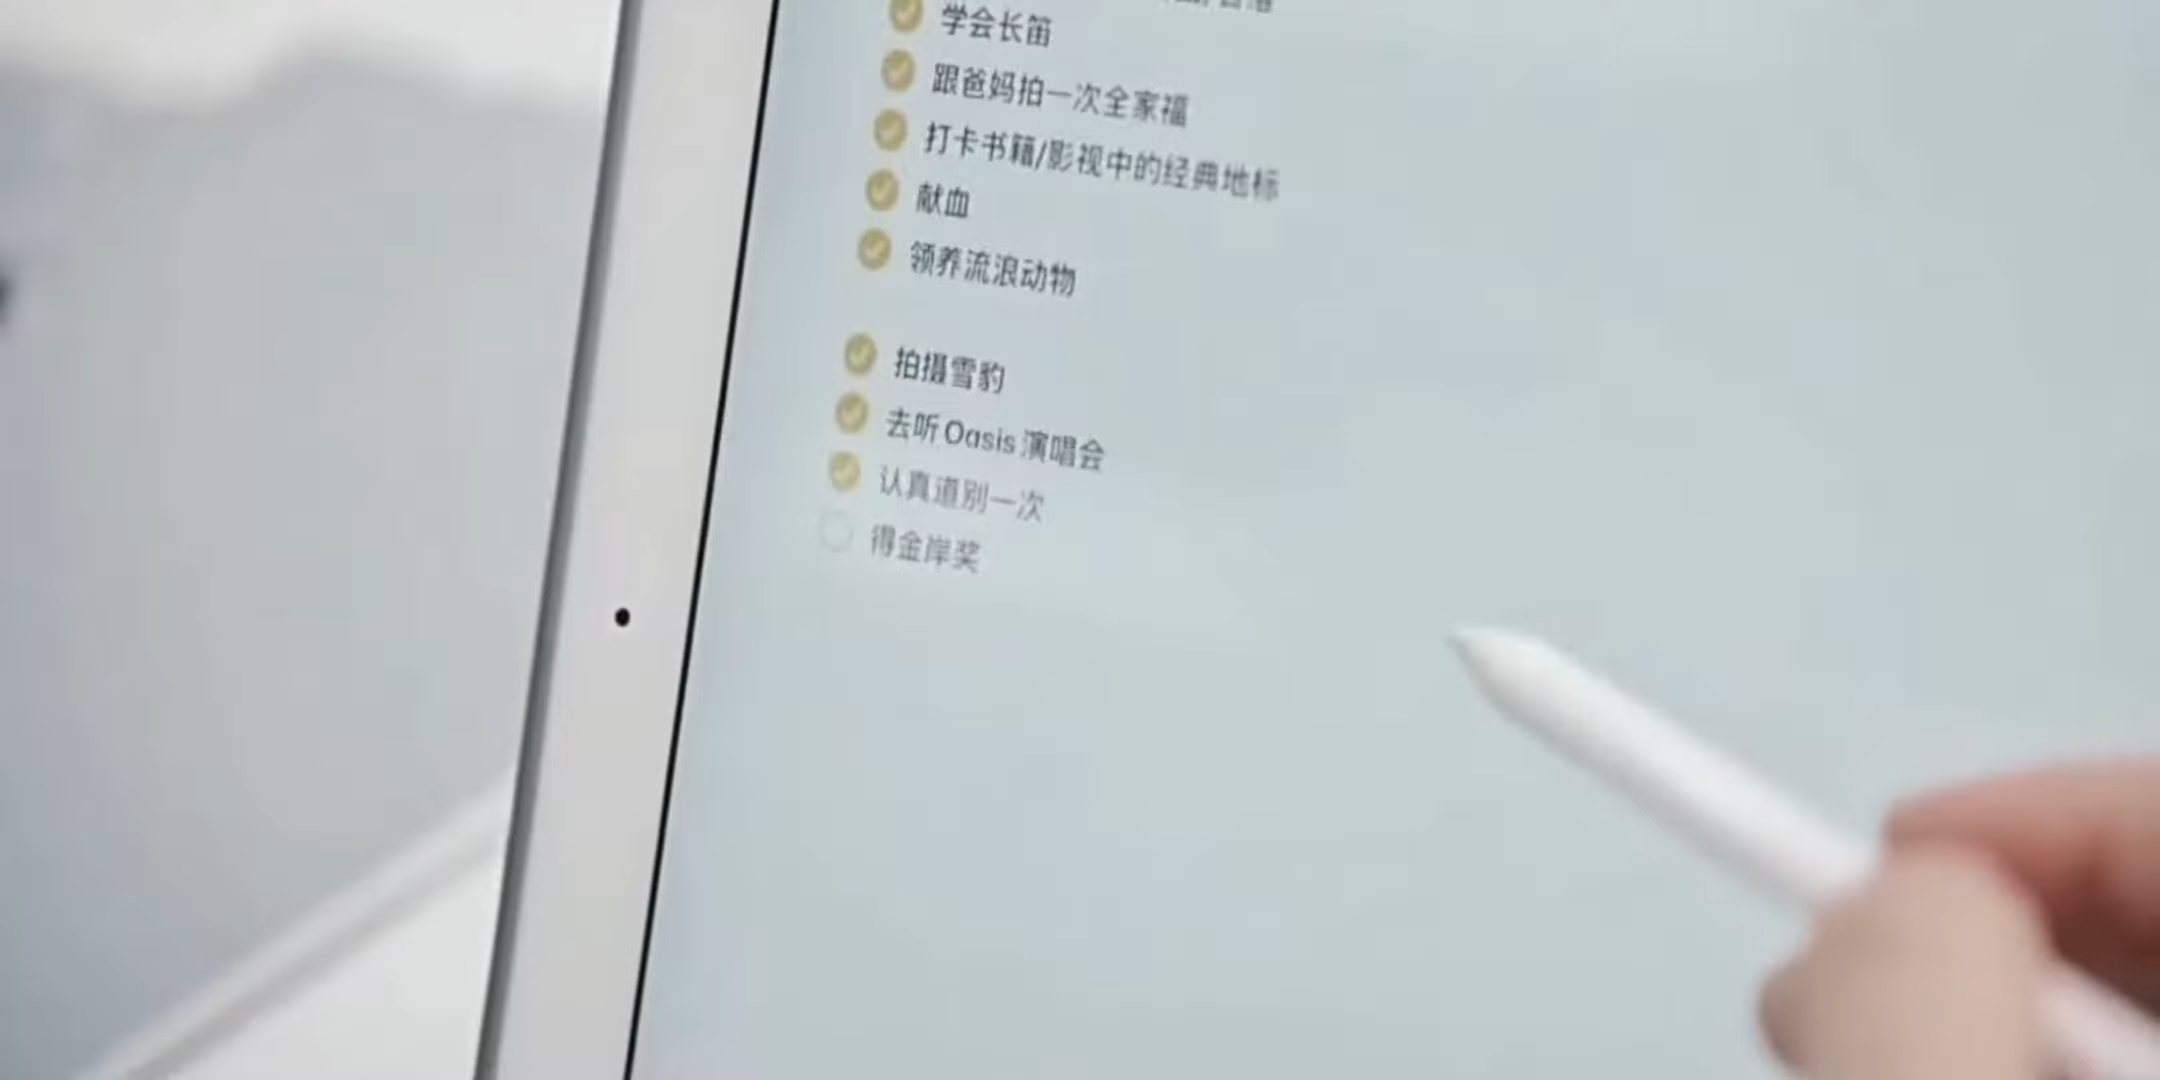 学会长笛
跟爸妈拍一次全家福
打卡书籍/影视中的经典地标
献血
领养流浪动物
拍摄雪豹
去听Oasis演唱会
认真道别一次
得金岸奖